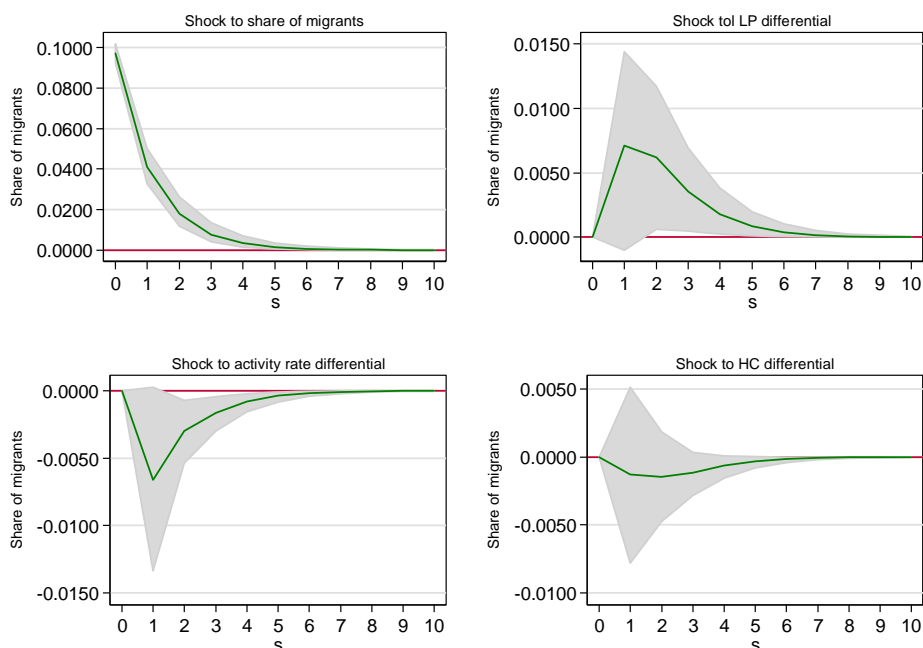 Shock to share of migrants
Share of migrants
0.1000
0.0800
0.0600
0.0400
0.0200
0.0000
0 1 2 3 4 5 6 7 8 9 10
s
Shock tol LP differential
Share of migrants
0.0150
0.0100
0.0050
0.0000
0 1 2 3 4 5 6 7 8 9 10
s
Shock to activity rate differential
Share of migrants
0.0000
-0.0050
-0.0100
-0.0150
0 1 2 3 4 5 6 7 8 9 10
s
Shock to HC differential
Share of migrants
0.0050
0.0000
-0.0050
-0.0100
0 1 2 3 4 5 6 7 8 9 10
s